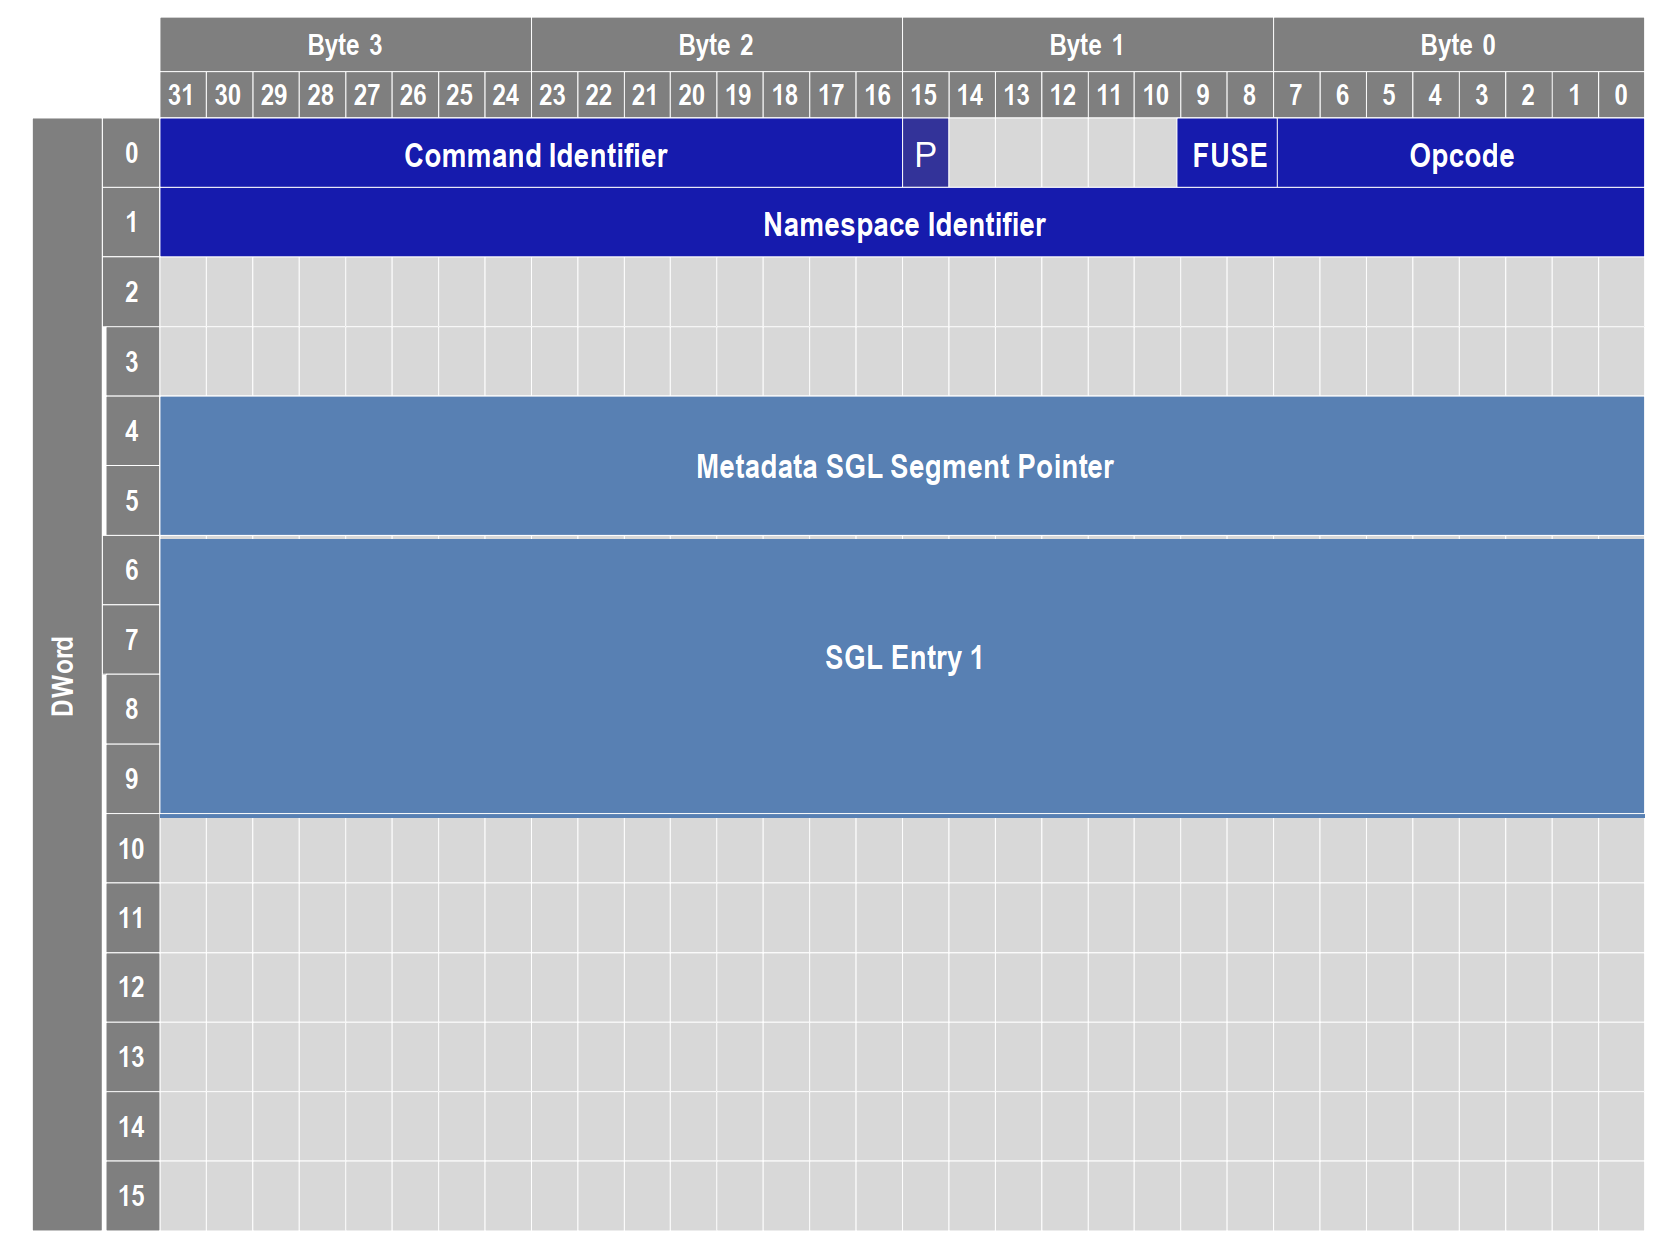 Byte 3 Byte 2 Byte 1 Byte 0
31 30 29 28 27 26 25 24 23 22 21 20 19 18 17 16 15 14 13 12 11 10 9 8 7 6 5 4 3 2 1 0
DWord
0 Command Identifier P FUSE Opcode
1 Namespace Identifier
2
3
4
Metadata SGL Segment Pointer
5
6
7
SGL Entry 1
8
9
10
11
12
13
14
15